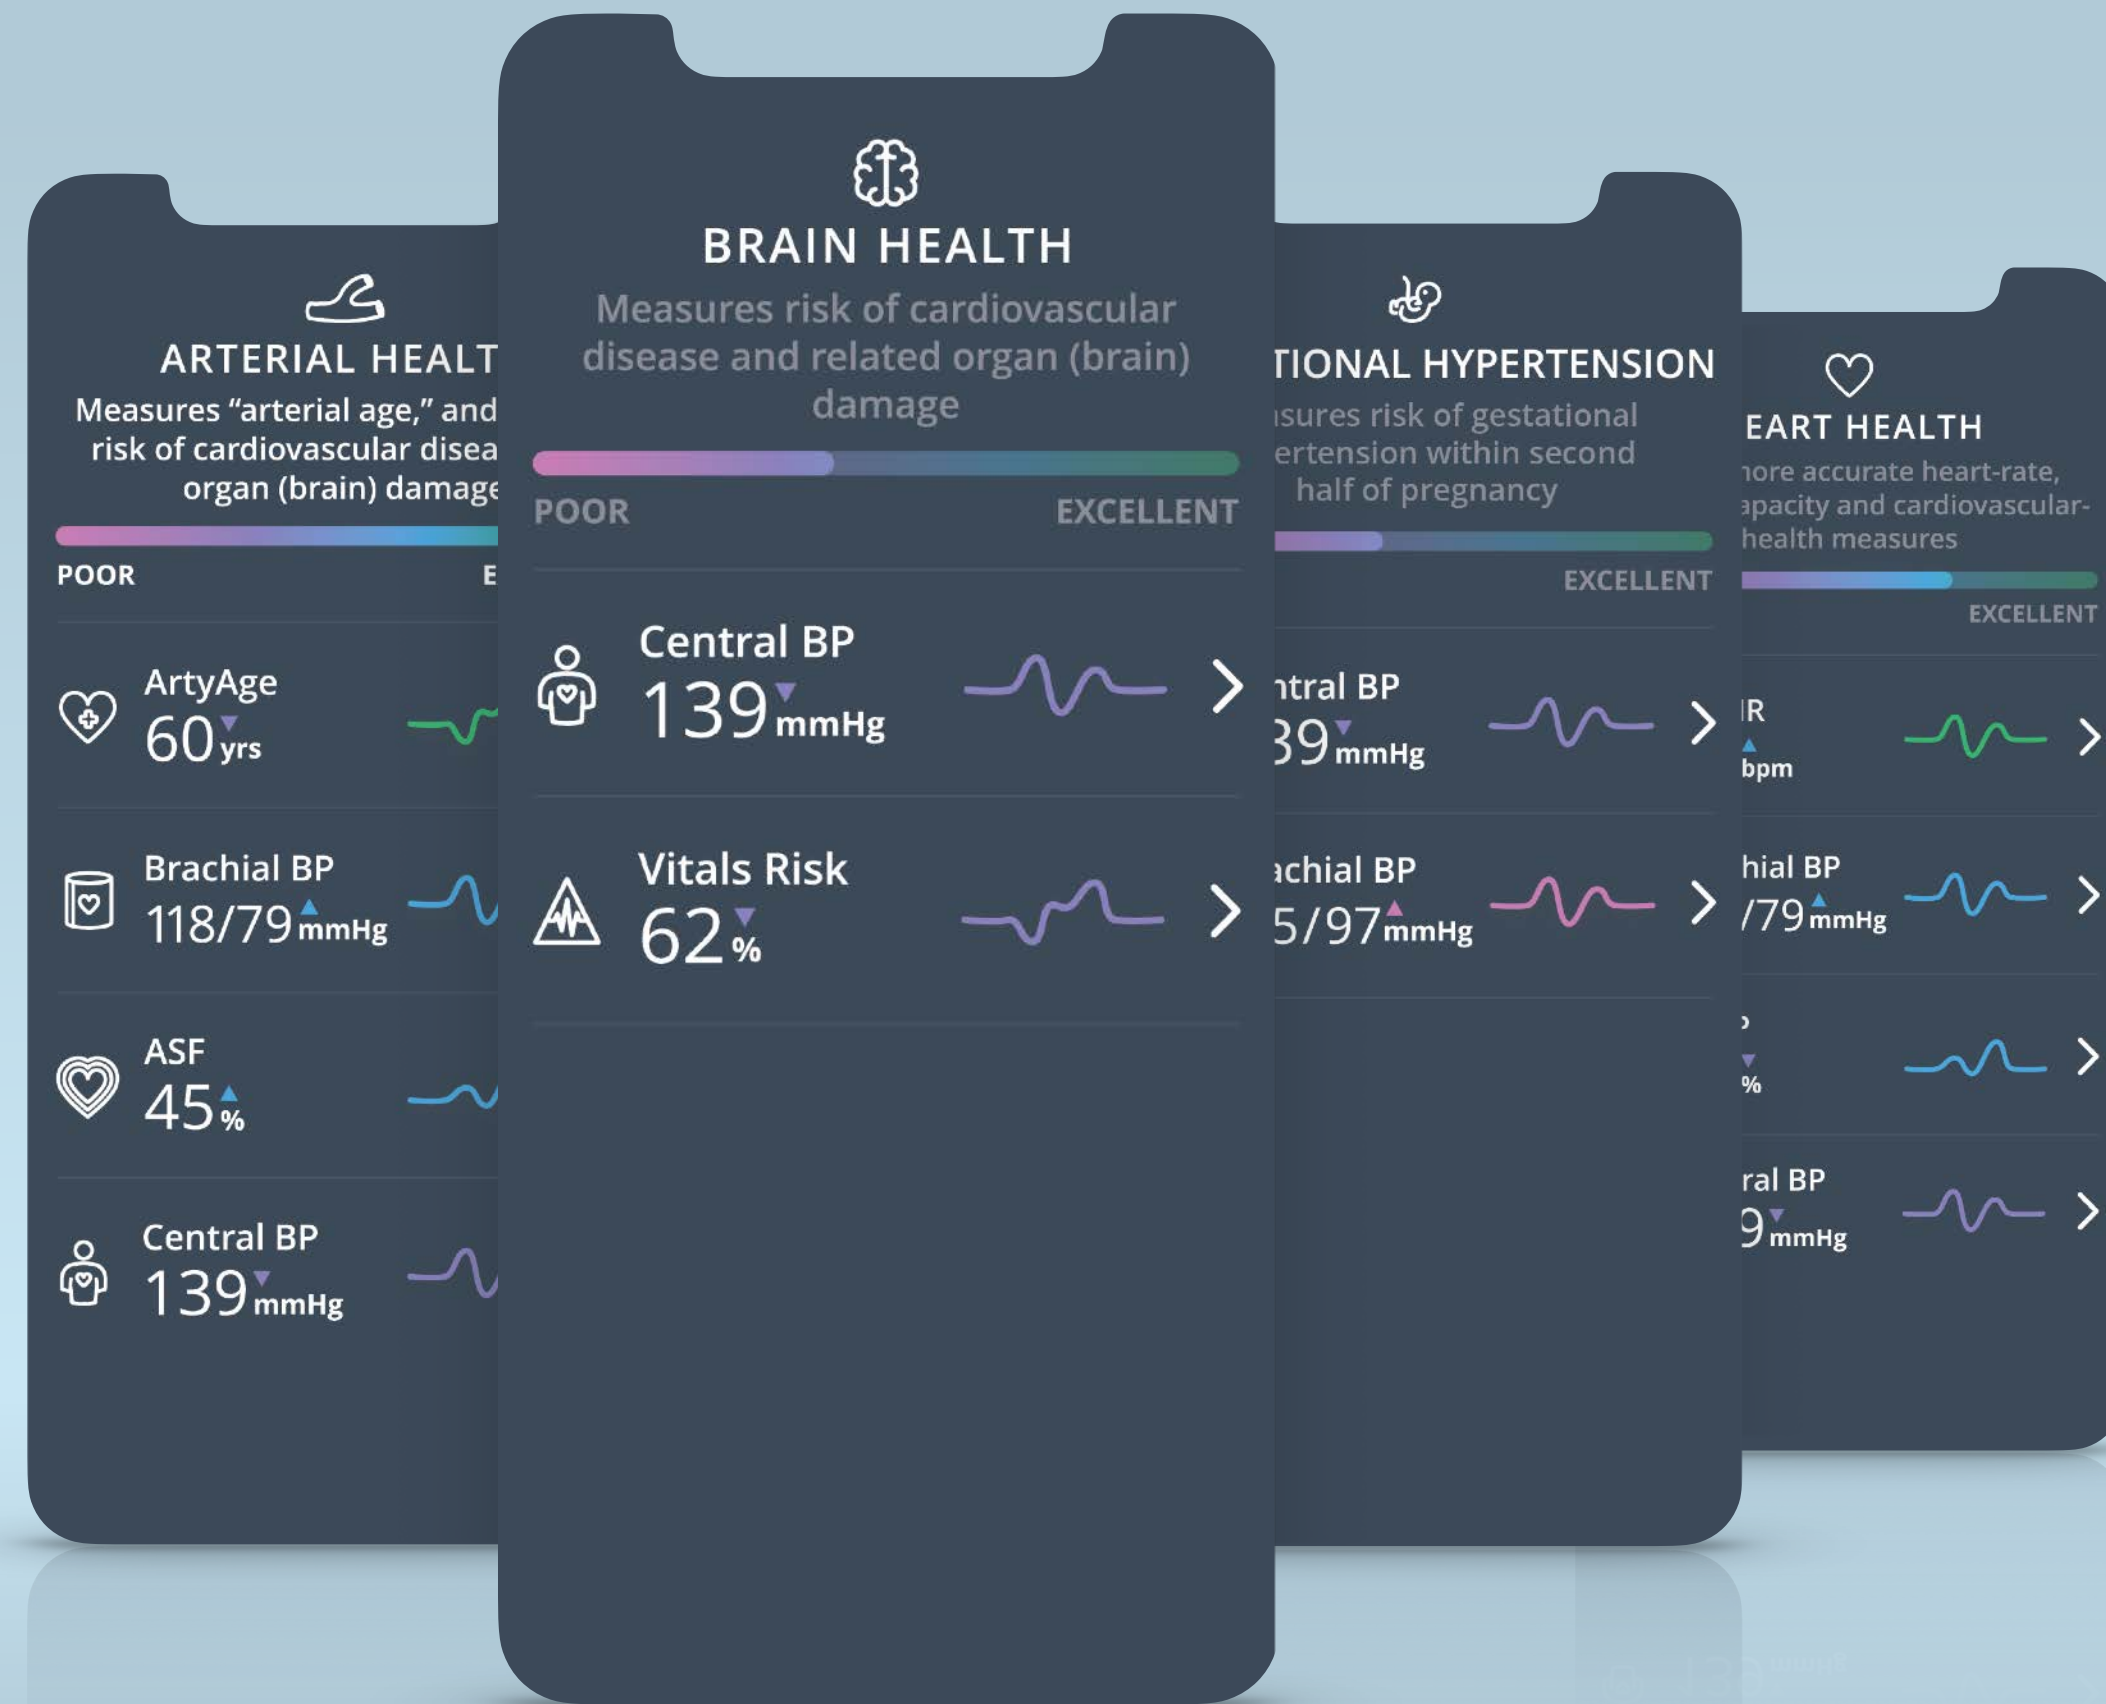 ARTERIAL HEALT
Measures “arterial age,” and
risk of cardiovascular disea
organ (brain) damage
POOR
E
ArtyAge
60 yrs
Brachial BP
118/79 mmHg
ASF
45 %
Central BP
139 mmHg
BRAIN HEALTH
Measures risk of cardiovascular
disease and related organ (brain)
damage
POOR EXCELLENT
Central BP
139 mmHg
Vitals Risk
62 %
TIONAL HYPERTENSION
sures risk of gestational
ertension within second
half of pregnancy
EXCELLENT
ntral BP
39 mmHg
achial BP
5/97 mmHg
EART HEALTH
more accurate heart-rate,
apacity and cardiovascular-
health measures
EXCELLENT
IR
bpm
hial BP
/79 mmHg
%
ral BP
9 mmHg